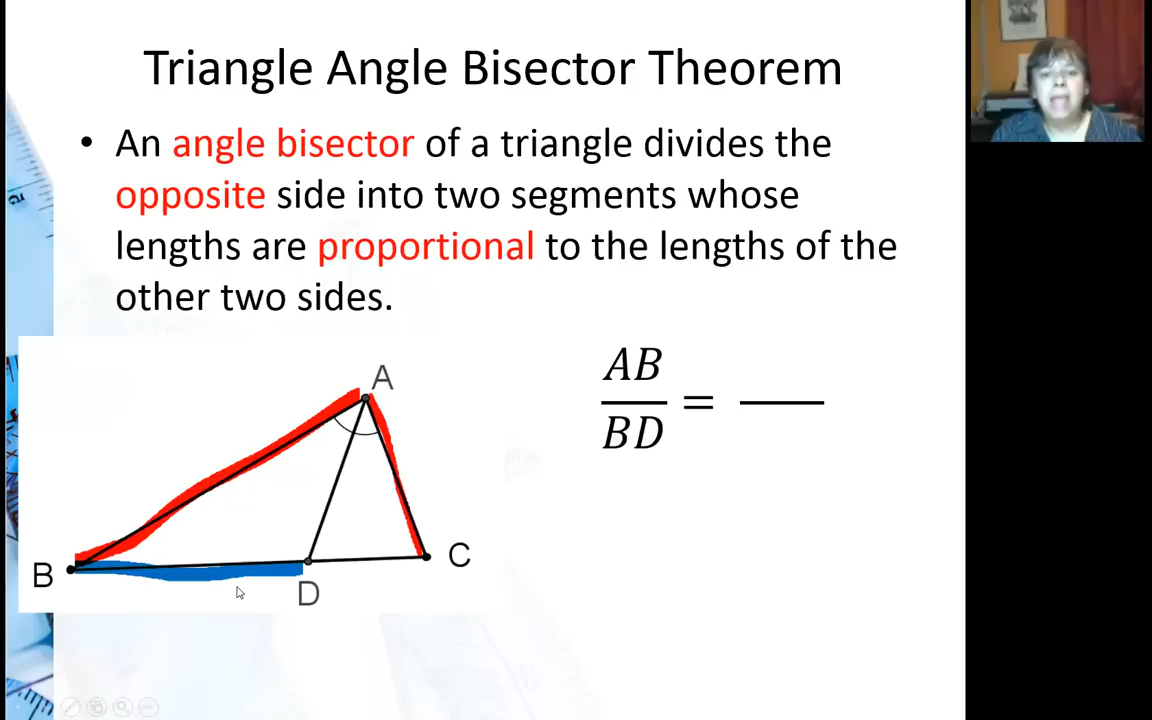 Triangle Angle Bisector Theorem
• An angle bisector of a triangle divides the
opposite side into two segments whose
lengths are proportional to the lengths of the
other two sides.
AB
BD
=
A
B
D
C